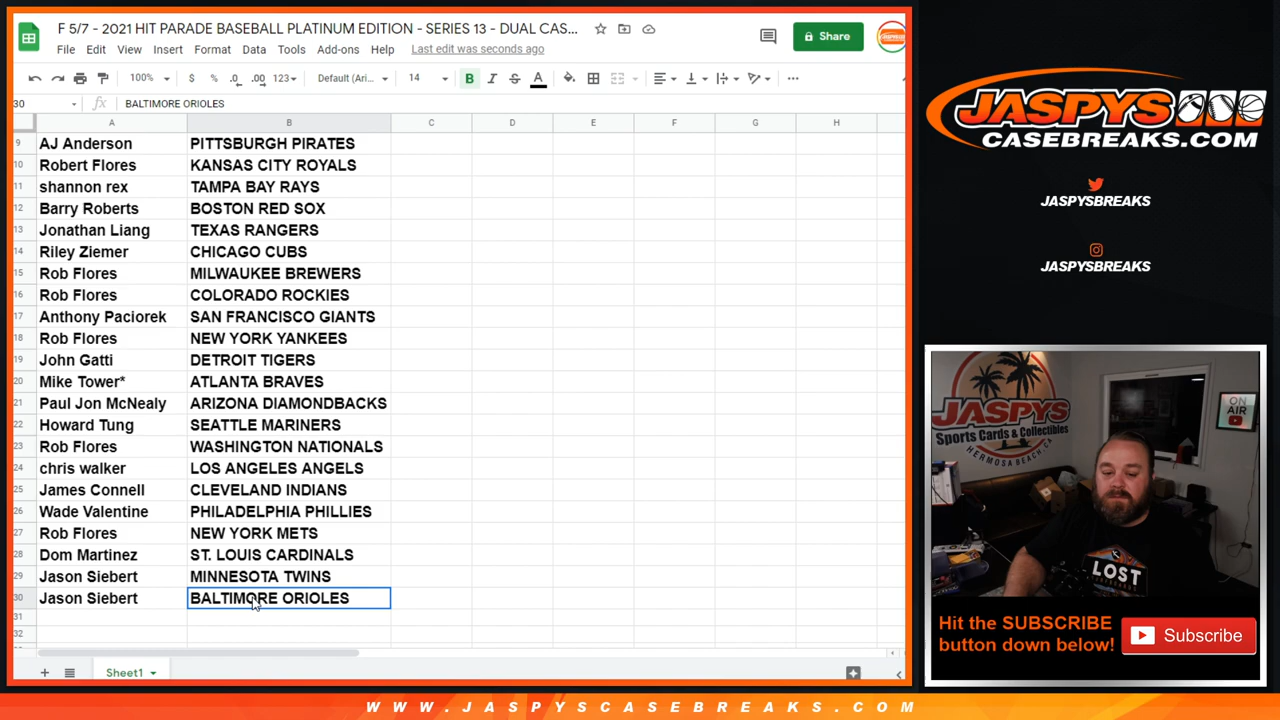 F 5/7 - 2021 HIT PARADE BASEBALL PLATINUM EDITION - SERIES 13 - DUAL CAS...
File Edit View Insert Format Data Tools Add-ons Help Last edit was seconds ago
Share
100% $ % .0 .00 123 Default (Ari... 14 B I S A
30 fx BALTIMORE ORIOLES
A B C D E F G H
9 AJ Anderson PITTSBURGH PIRATES
10 Robert Flores KANSAS CITY ROYALS
11 shannon rex TAMPA BAY RAYS
12 Barry Roberts BOSTON RED SOX
13 Jonathan Liang TEXAS RANGERS
14 Riley Ziemer CHICAGO CUBS
15 Rob Flores MILWAUKEE BREWERS
16 Rob Flores COLORADO ROCKIES
17 Anthony Paciorek SAN FRANCISCO GIANTS
18 Rob Flores NEW YORK YANKEES
19 John Gatti DETROIT TIGERS
20 Mike Tower* ATLANTA BRAVES
21 Paul Jon McNealy ARIZONA DIAMONDBACKS
22 Howard Tung SEATTLE MARINERS
23 Rob Flores WASHINGTON NATIONALS
24 chris walker LOS ANGELES ANGELS
25 James Connell CLEVELAND INDIANS
26 Wade Valentine PHILADELPHIA PHILLIES
27 Rob Flores NEW YORK METS
28 Dom Martinez ST. LOUIS CARDINALS
29 Jason Siebert MINNESOTA TWINS
30 Jason Siebert BALTIMORE ORIOLES
31
32
Sheet1
JASPYS
CASEBREAKS.COM
JASPYSBREAKS
JASPYSBREAKS
JASPYS
Sports Cards & Collectibles
HERMOSA BEACH, CA
ON AIR
LOST
Hit the SUBSCRIBE
button down below!
Subscribe
WWW.JASPYSCASEBREAKS.COM